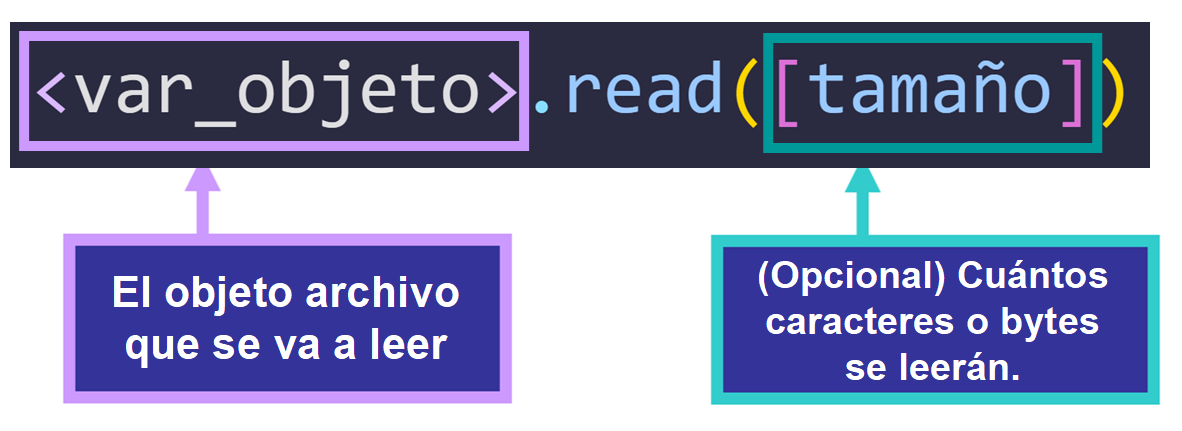 <var_objeto>.read([tamaño])
El objeto archivo
que se va a leer
(Opcional) Cuántos
caracteres o bytes
se leerán.